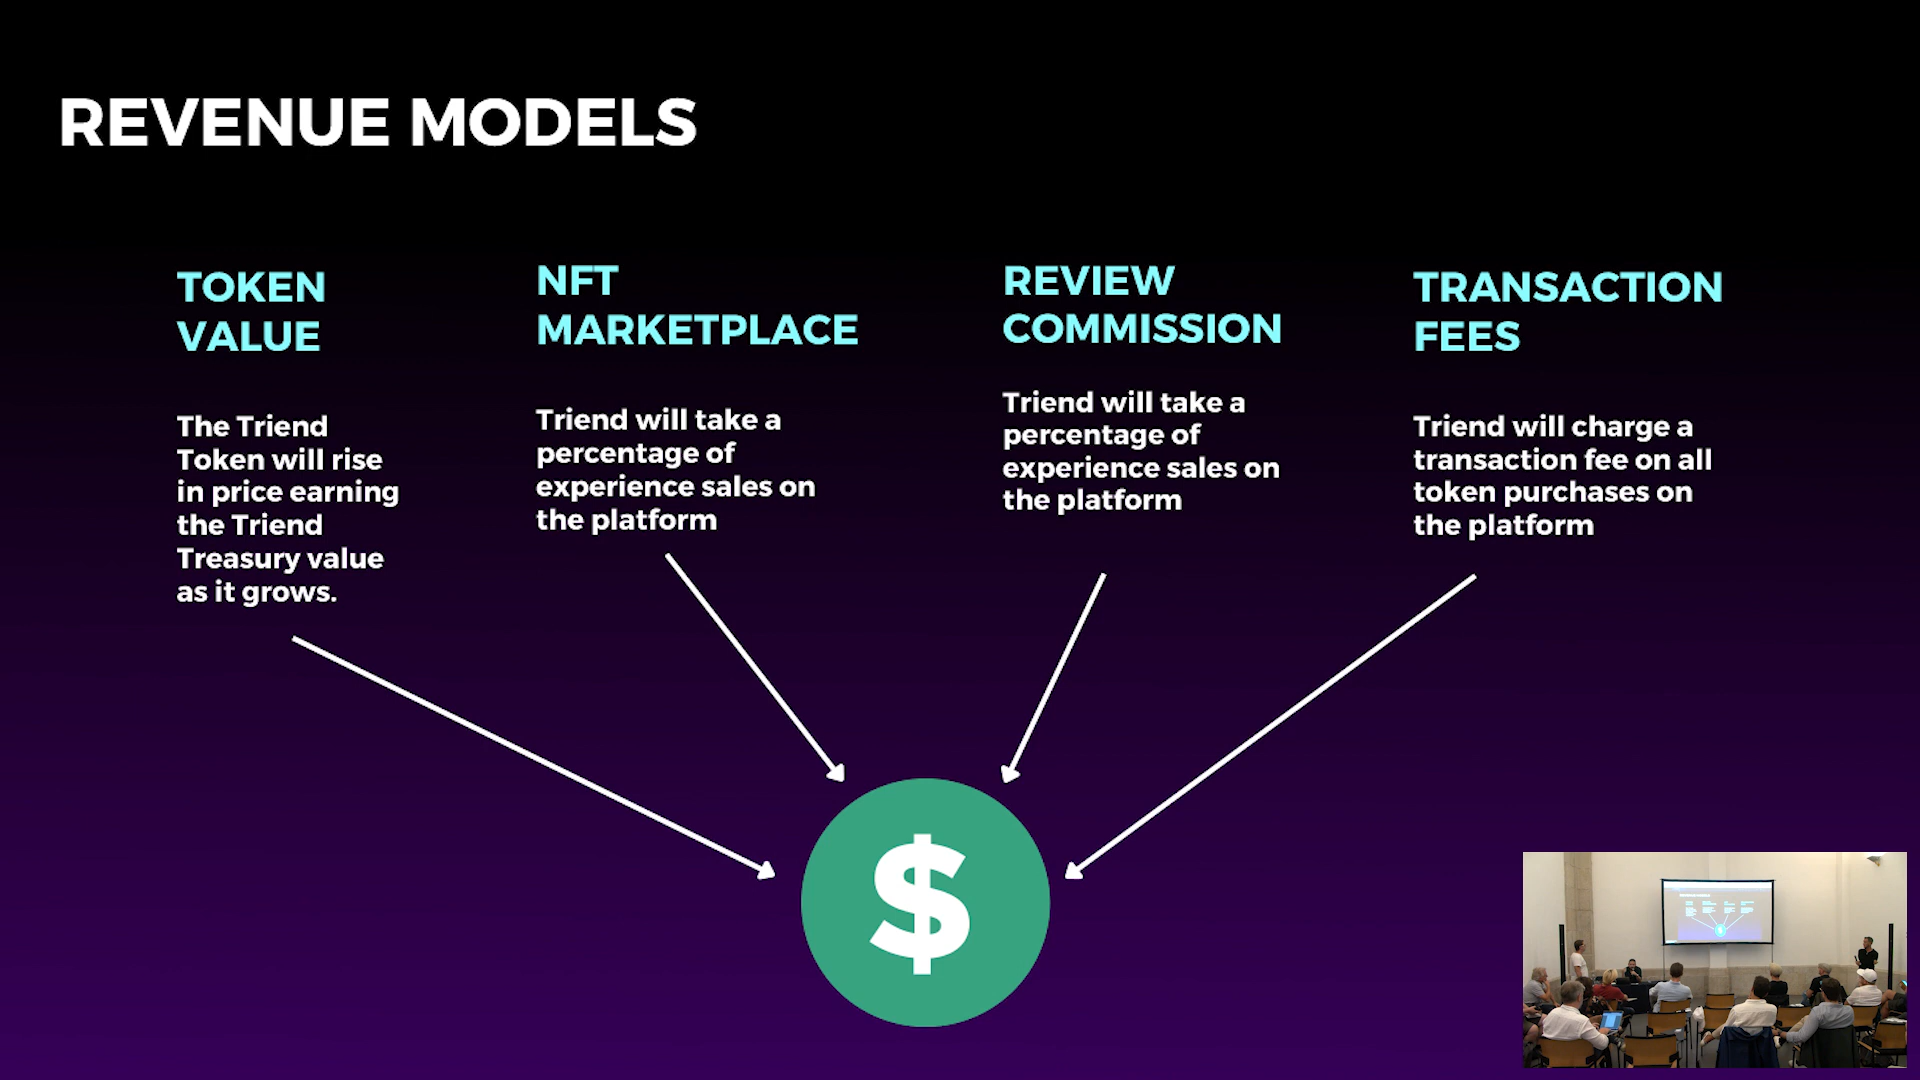 REVENUE MODELS
TOKEN
VALUE
The Triend
Token will rise
in price earning
the Triend
Treasury value
as it grows.
NFT
MARKETPLACE
Triend will take a
percentage of
experience sales on
the platform
REVIEW
COMMISSION
Triend will take a
percentage of
experience sales on
the platform
TRANSACTION
FEES
Triend will charge a
transaction fee on all
token purchases on
the platform
$